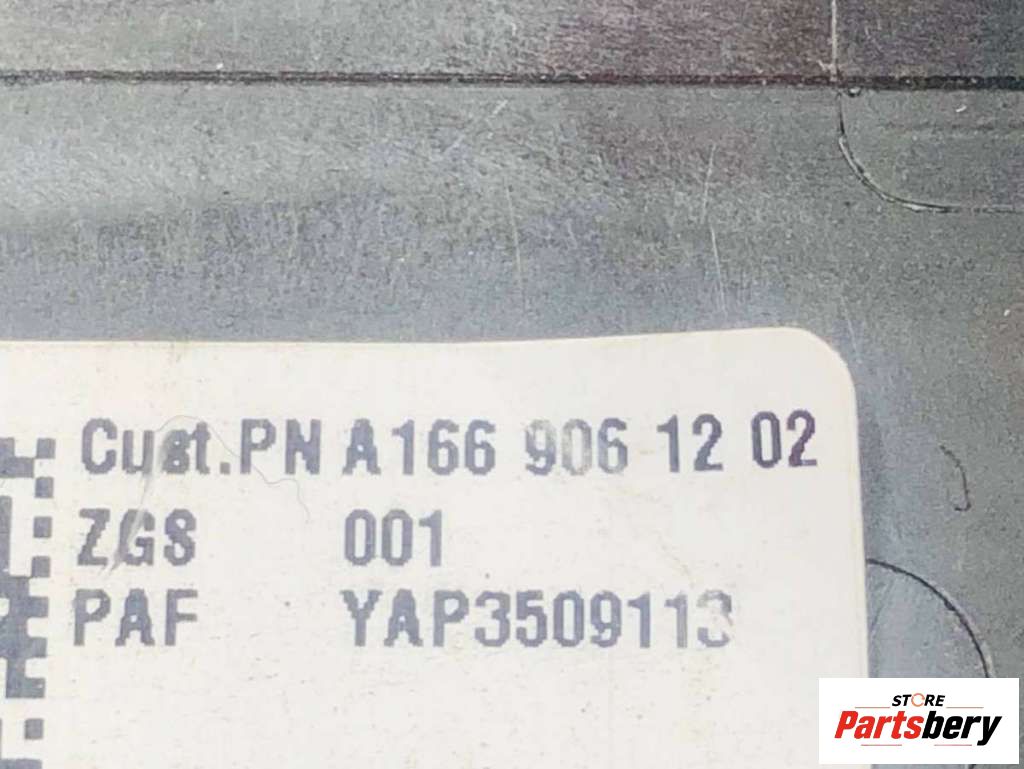 Cust.PN A166 906 12 02
ZGS 001
PAF YAP3509113
STORE
Partsbery